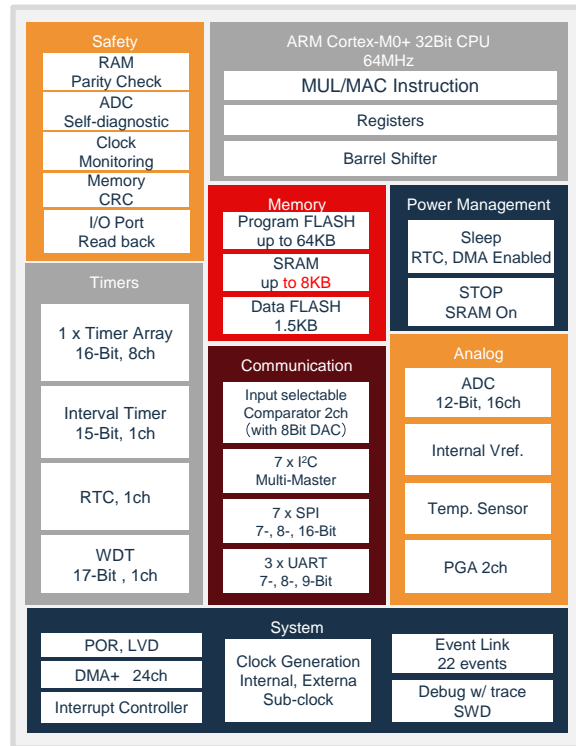 Safety
RAM
Parity Check
ADC
Self-diagnostic
Clock
Monitoring
Memory
CRC
I/O Port
Read back
ARM Cortex-M0+ 32Bit CPU
64MHz
MUL/MAC Instruction
Registers
Barrel Shifter
Memory
Program FLASH
up to 64KB
SRAM
up to 8KB
Data FLASH
1.5KB
Power Management
Sleep
RTC, DMA Enabled
STOP
SRAM On
Timers
1 x Timer Array
16-Bit, 8ch
Interval Timer
15-Bit, 1ch
RTC, 1ch
WDT
17-Bit , 1ch
Communication
Input selectable
Comparator 2ch
（with 8Bit DAC）
7 x I²C
Multi-Master
7 x SPI
7-, 8-, 16-Bit
3 x UART
7-, 8-, 9-Bit
Analog
ADC
12-Bit, 16ch
Internal Vref.
Temp. Sensor
PGA 2ch
System
POR, LVD
DMA+ 24ch
Interrupt Controller
Clock Generation
Internal, Externa
Sub-clock
Event Link
22 events
Debug w/ trace
SWD